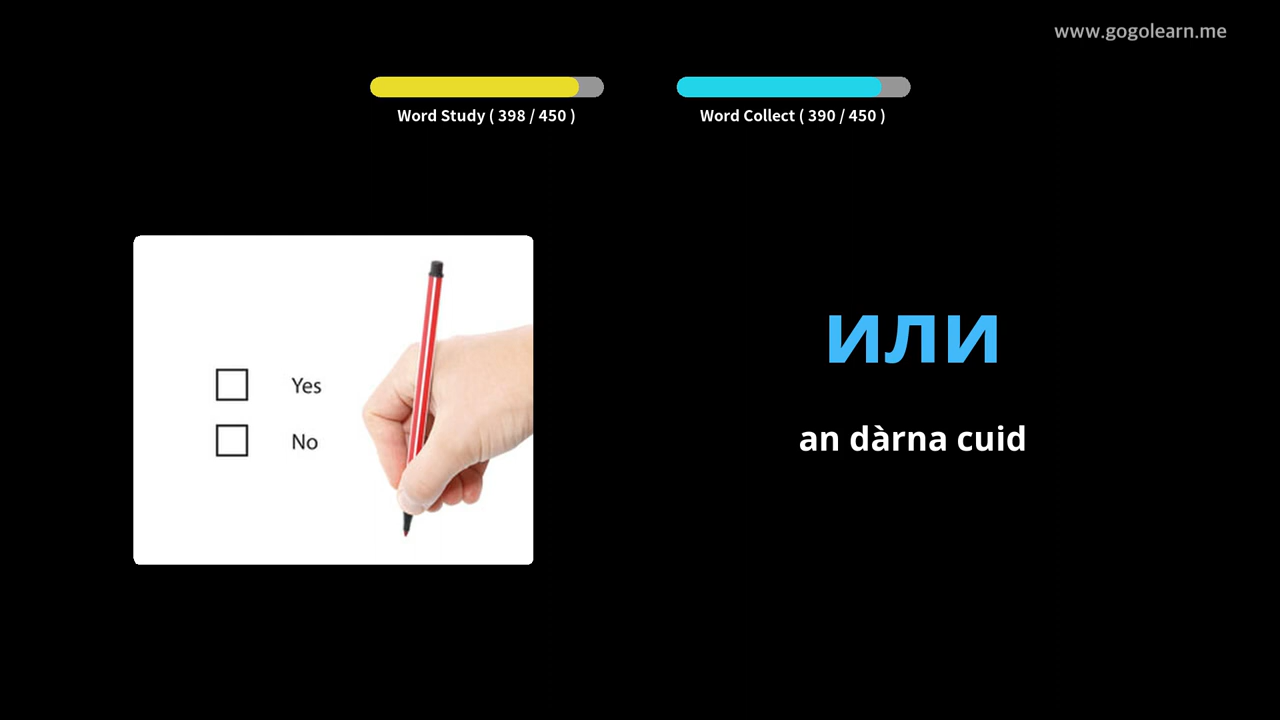 www.gogolearn.me
Word Study ( 398 / 450 )
Word Collect ( 390 / 450 )
Yes
No
или
an dàrna cuid